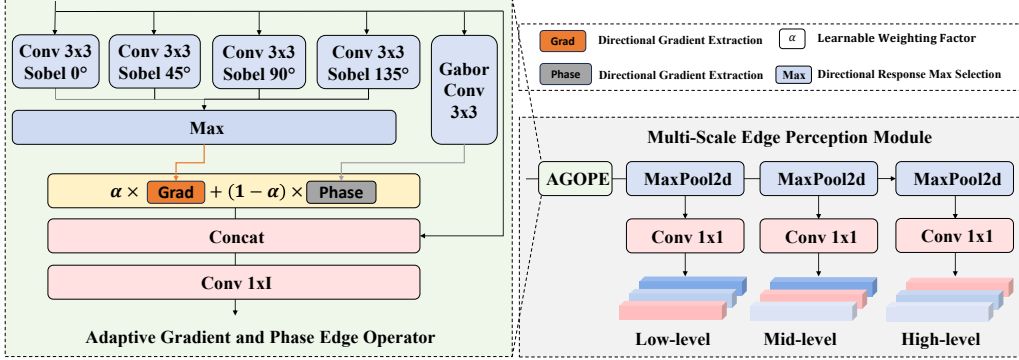 Conv 3x3
Sobel 0°
Conv 3x3
Sobel 45°
Conv 3x3
Sobel 90°
Conv 3x3
Sobel 135°
Gabor
Conv
3x3
Max
α × Grad + (1 − α) × Phase
Concat
Conv 1xI
Adaptive Gradient and Phase Edge Operator
Grad Directional Gradient Extraction α Learnable Weighting Factor
Phase Directional Gradient Extraction Max Directional Response Max Selection
Multi-Scale Edge Perception Module
AGOPE MaxPool2d MaxPool2d MaxPool2d
Conv 1x1 Conv 1x1 Conv 1x1
Low-level Mid-level High-level